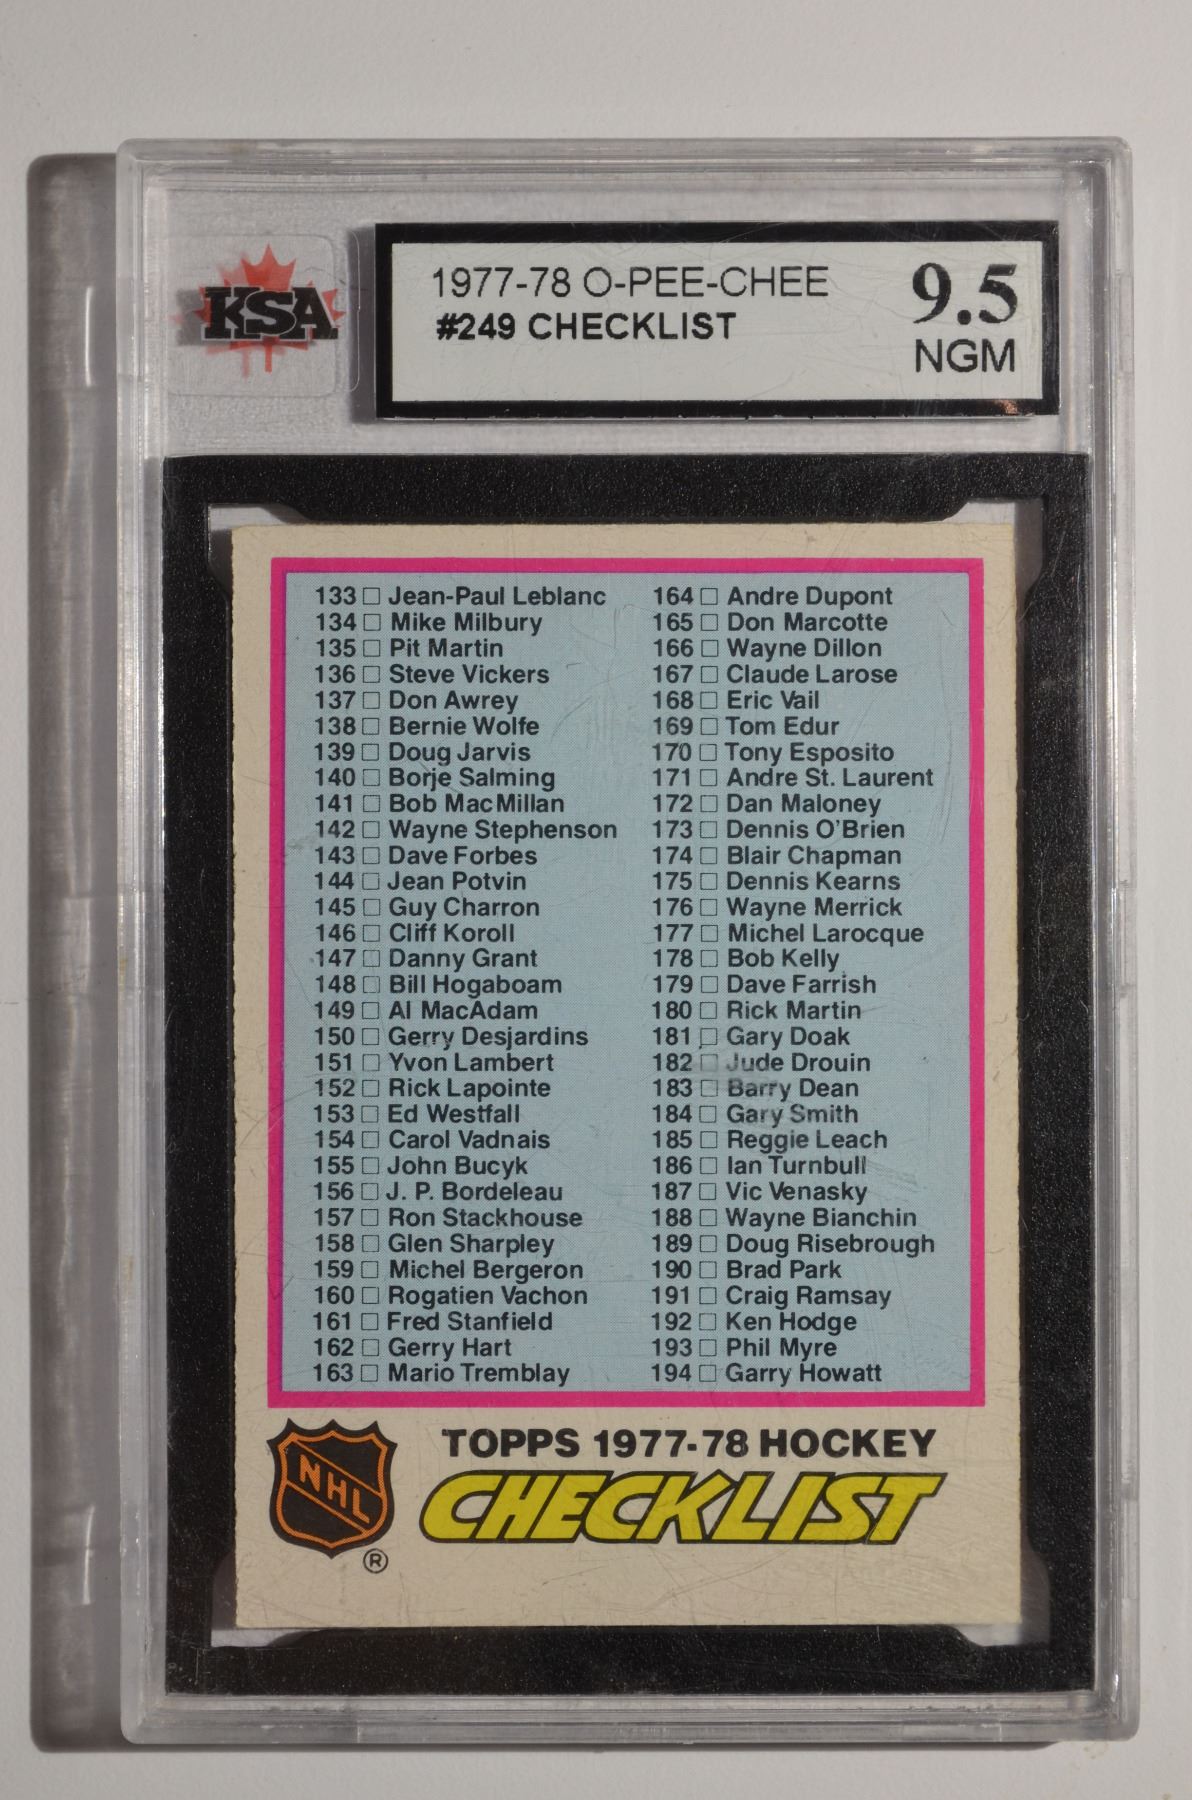 KSA
1977-78 O-PEE-CHEE
#249 CHECKLIST
9.5
NGM
133 □ Jean-Paul Leblanc
134 □ Mike Milbury
135 □ Pit Martin
136 □ Steve Vickers
137 □ Don Awrey
138 □ Bernie Wolfe
139 □ Doug Jarvis
140 □ Borje Salming
141 □ Bob MacMillan
142 □ Wayne Stephenson
143 □ Dave Forbes
144 □ Jean Potvin
145 □ Guy Charron
146 □ Cliff Koroll
147 □ Danny Grant
148 □ Bill Hogaboam
149 □ Al MacAdam
150 □ Gerry Desjardins
151 □ Yvon Lambert
152 □ Rick Lapointe
153 □ Ed Westfall
154 □ Carol Vadnais
155 □ John Bucyk
156 □ J. P. Bordeleau
157 □ Ron Stackhouse
158 □ Glen Sharpley
159 □ Michel Bergeron
160 □ Rogatien Vachon
161 □ Fred Stanfield
162 □ Gerry Hart
163 □ Mario Tremblay
164 □ Andre Dupont
165 □ Don Marcotte
166 □ Wayne Dillon
167 □ Claude Larose
168 □ Eric Vail
169 □ Tom Edur
170 □ Tony Esposito
171 □ Andre St. Laurent
172 □ Dan Maloney
173 □ Dennis O'Brien
174 □ Blair Chapman
175 □ Dennis Kearns
176 □ Wayne Merrick
177 □ Michel Larocque
178 □ Bob Kelly
179 □ Dave Farrish
180 □ Rick Martin
181 □ Gary Doak
182 □ Jude Drouin
183 □ Barry Dean
184 □ Gary Smith
185 □ Reggie Leach
186 □ Ian Turnbull
187 □ Vic Venasky
188 □ Wayne Bianchin
189 □ Doug Risebrough
190 □ Brad Park
191 □ Craig Ramsay
192 □ Ken Hodge
193 □ Phil Myre
194 □ Garry Howatt
NHL
®
TOPPS 1977-78 HOCKEY
CHECKLIST